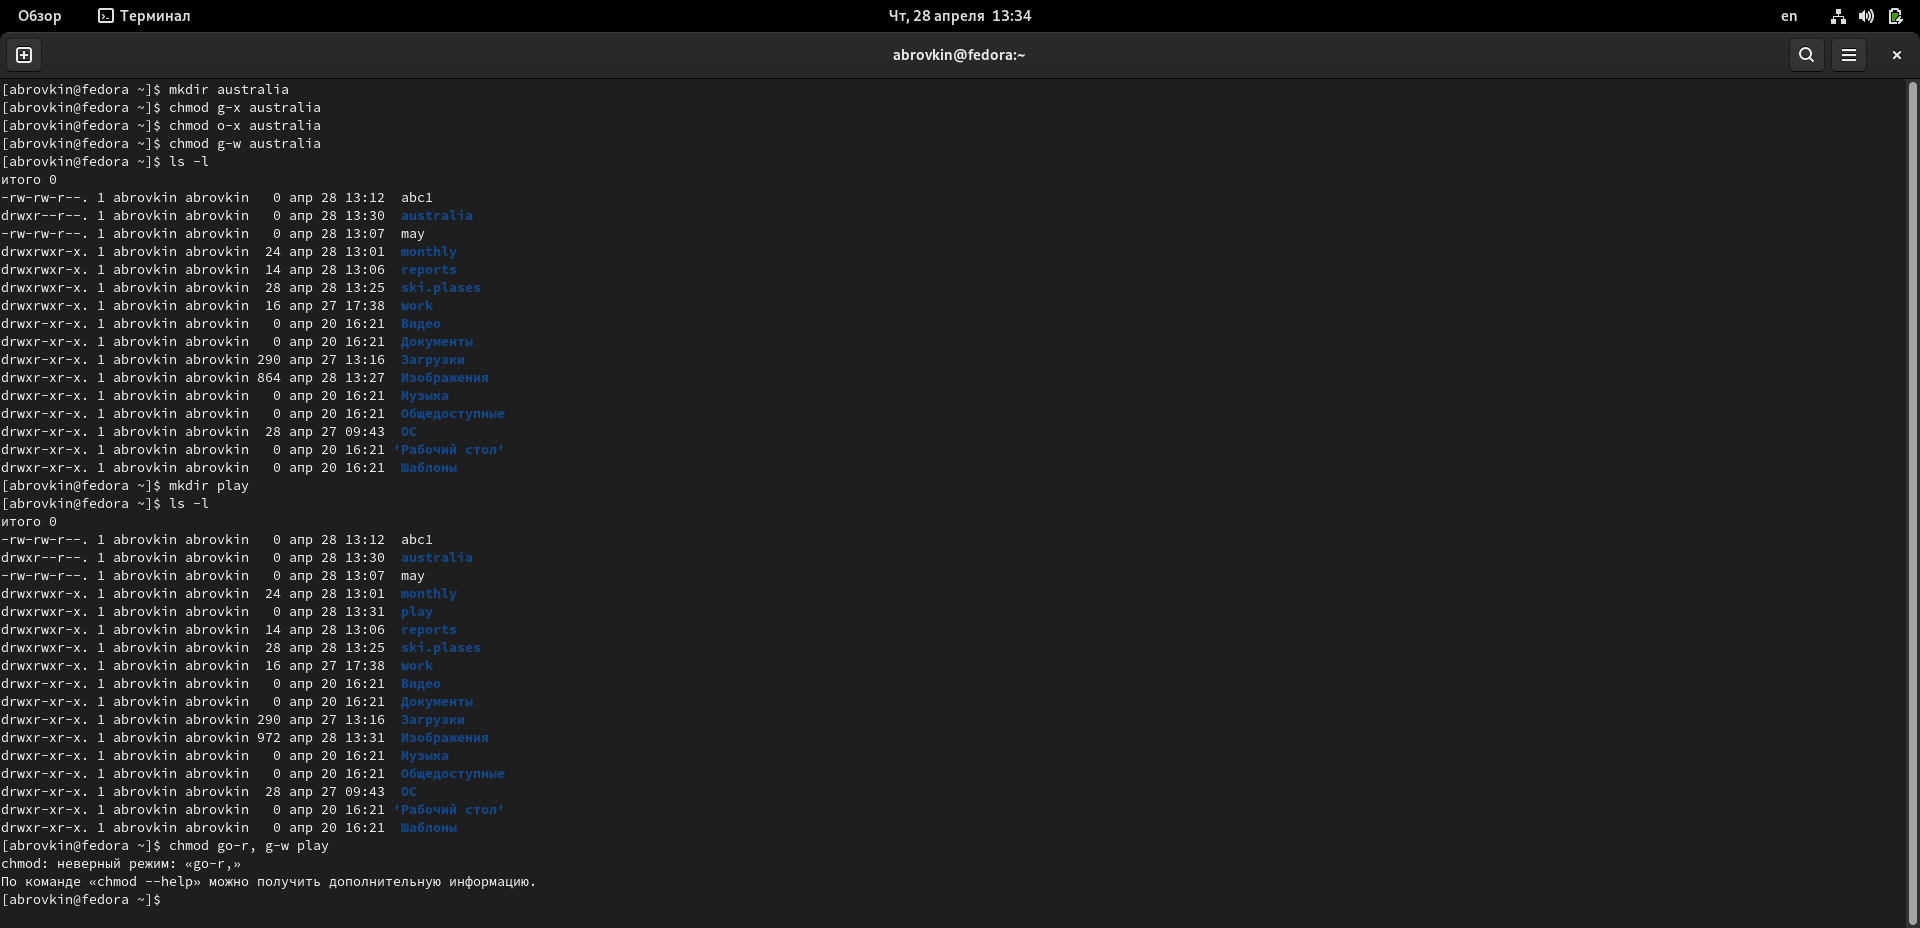 Обзор Терминал Чт, 28 апреля 13:34 en
abrovkin@fedora:~
[abrovkin@fedora ~]$ mkdir australia
[abrovkin@fedora ~]$ chmod g-x australia
[abrovkin@fedora ~]$ chmod o-x australia
[abrovkin@fedora ~]$ chmod g-w australia
[abrovkin@fedora ~]$ ls -l
итого 0
-rw-rw-r--. 1 abrovkin abrovkin   0 апр 28 13:12  abc1
drwxr--r--. 1 abrovkin abrovkin   0 апр 28 13:30  australia
-rw-rw-r--. 1 abrovkin abrovkin   0 апр 28 13:07  may
drwxrwxr-x. 1 abrovkin abrovkin  24 апр 28 13:01  monthly
drwxrwxr-x. 1 abrovkin abrovkin  14 апр 28 13:06  reports
drwxrwxr-x. 1 abrovkin abrovkin  28 апр 28 13:25  ski.plases
drwxrwxr-x. 1 abrovkin abrovkin  16 апр 27 17:38  work
drwxr-xr-x. 1 abrovkin abrovkin   0 апр 20 16:21  Видео
drwxr-xr-x. 1 abrovkin abrovkin   0 апр 20 16:21  Документы
drwxr-xr-x. 1 abrovkin abrovkin 290 апр 27 13:16  Загрузки
drwxr-xr-x. 1 abrovkin abrovkin 864 апр 28 13:27  Изображения
drwxr-xr-x. 1 abrovkin abrovkin   0 апр 20 16:21  Музыка
drwxr-xr-x. 1 abrovkin abrovkin   0 апр 20 16:21  Общедоступные
drwxr-xr-x. 1 abrovkin abrovkin  28 апр 27 09:43  ОС
drwxr-xr-x. 1 abrovkin abrovkin   0 апр 20 16:21 'Рабочий стол'
drwxr-xr-x. 1 abrovkin abrovkin   0 апр 20 16:21  Шаблоны
[abrovkin@fedora ~]$ mkdir play
[abrovkin@fedora ~]$ ls -l
итого 0
-rw-rw-r--. 1 abrovkin abrovkin   0 апр 28 13:12  abc1
drwxr--r--. 1 abrovkin abrovkin   0 апр 28 13:30  australia
-rw-rw-r--. 1 abrovkin abrovkin   0 апр 28 13:07  may
drwxrwxr-x. 1 abrovkin abrovkin  24 апр 28 13:01  monthly
drwxrwxr-x. 1 abrovkin abrovkin   0 апр 28 13:31  play
drwxrwxr-x. 1 abrovkin abrovkin  14 апр 28 13:06  reports
drwxrwxr-x. 1 abrovkin abrovkin  28 апр 28 13:25  ski.plases
drwxrwxr-x. 1 abrovkin abrovkin  16 апр 27 17:38  work
drwxr-xr-x. 1 abrovkin abrovkin   0 апр 20 16:21  Видео
drwxr-xr-x. 1 abrovkin abrovkin   0 апр 20 16:21  Документы
drwxr-xr-x. 1 abrovkin abrovkin 290 апр 27 13:16  Загрузки
drwxr-xr-x. 1 abrovkin abrovkin 972 апр 28 13:31  Изображения
drwxr-xr-x. 1 abrovkin abrovkin   0 апр 20 16:21  Музыка
drwxr-xr-x. 1 abrovkin abrovkin   0 апр 20 16:21  Общедоступные
drwxr-xr-x. 1 abrovkin abrovkin  28 апр 27 09:43  ОС
drwxr-xr-x. 1 abrovkin abrovkin   0 апр 20 16:21 'Рабочий стол'
drwxr-xr-x. 1 abrovkin abrovkin   0 апр 20 16:21  Шаблоны
[abrovkin@fedora ~]$ chmod go-r, g-w play
chmod: неверный режим: «go-r,»
По команде «chmod --help» можно получить дополнительную информацию.
[abrovkin@fedora ~]$